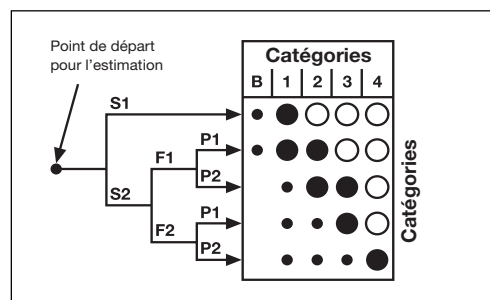 Point de départ
pour l'estimation
Catégories
B 1 2 3 4
S1
P1
F1
P2
S2
P1
F2
P2
Catégories